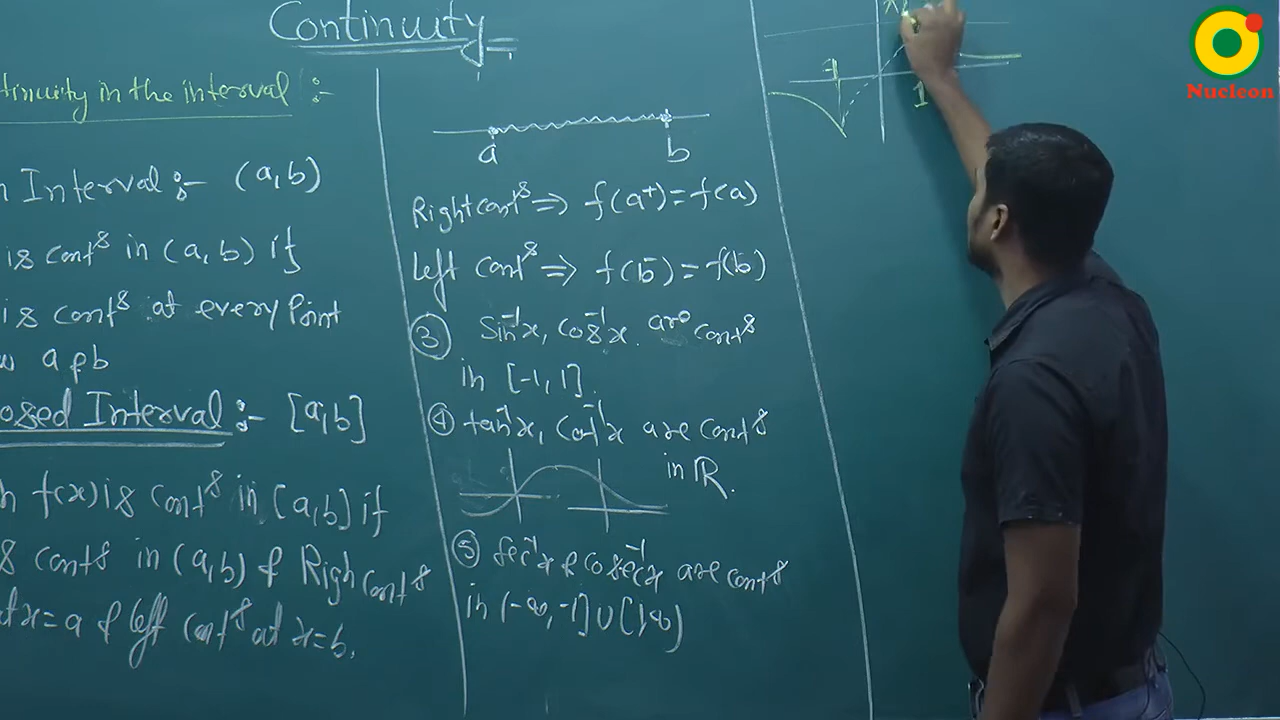 Continuity
tinuity in the interval :-
n Interval :- (a,b)
is cont^s in (a,b) if
is cont^s at every Point
a & b
osed Interval :- [a,b]
n f(x) is cont^s in [a,b] if
s cont^s in (a,b) & Righ cont^s
at x=a & left cont^s at x=b.
a b
Right cont^s ⇒ f(a⁺)=f(a)
left cont^s ⇒ f(b⁻)=f(b)
③ Sin⁻¹x, cos⁻¹x are cont^s
in [-1,1].
④ tan⁻¹x, Cot⁻¹x are cont^s
in R.
⑤ Sec⁻¹x & cosec⁻¹x are cont^s
in (-∞,-1] ∪ [1,∞)
-1
1
Nucleon